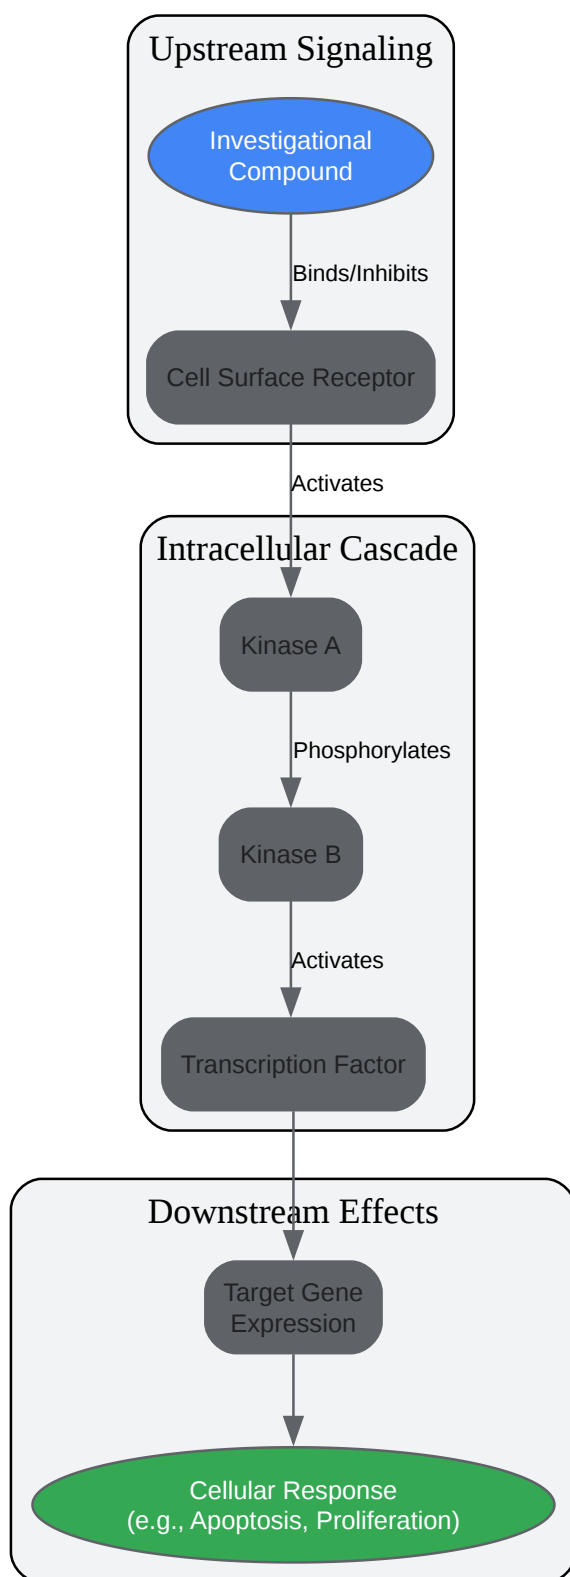 Upstream Signaling
Investigational
Compound
Binds/Inhibits
Cell Surface Receptor
Activates
Intracellular Cascade
Kinase A
Phosphorylates
Kinase B
Activates
Transcription Factor
Downstream Effects
Target Gene
Expression
Cellular Response
(e.g., Apoptosis, Proliferation)